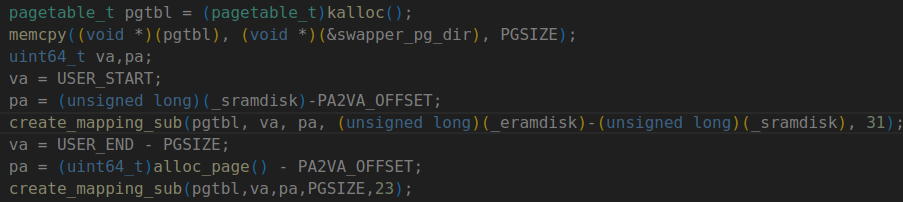 pagetable_t pgtbl = (pagetable_t)kalloc();
memcpy((void *)(pgtbl), (void *)(&swapper_pg_dir), PGSIZE);
uint64_t va,pa;
va = USER_START;
pa = (unsigned long)(_sramdisk)-PA2VA_OFFSET;
create_mapping_sub(pgtbl, va, pa, (unsigned long)(_eramdisk)-(unsigned long)(_sramdisk), 31);
va = USER_END - PGSIZE;
pa = (uint64_t)alloc_page() - PA2VA_OFFSET;
create_mapping_sub(pgtbl,va,pa,PGSIZE,23);